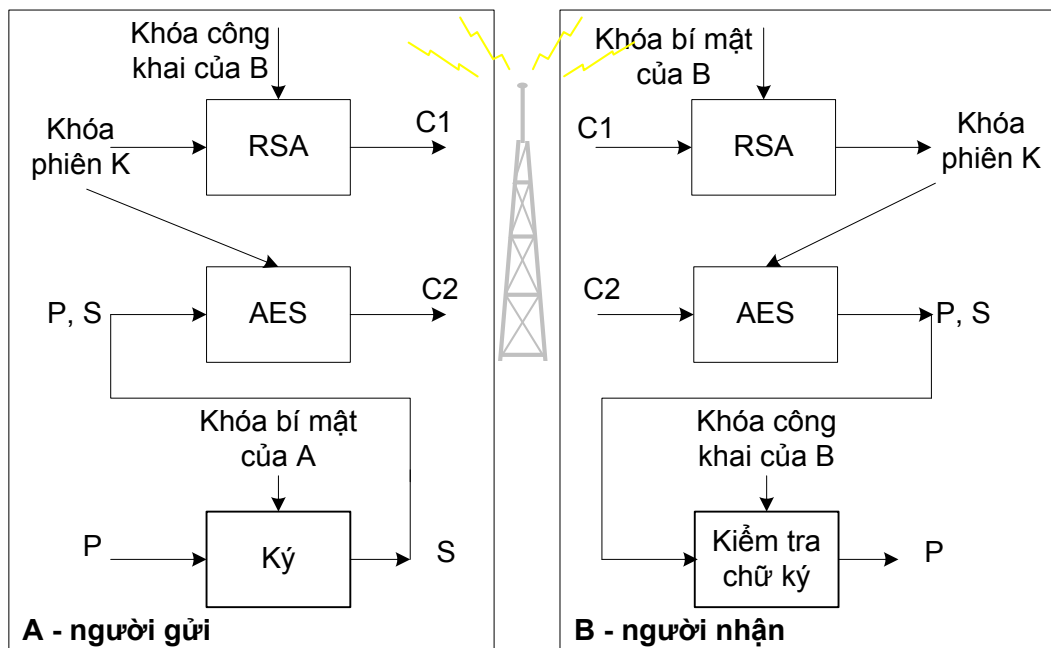 Khóa công
khai của B
Khóa
phiên K
RSA
C1
P, S
AES
C2
Khóa bí mật
của A
P
Ký
S
A - người gửi
Khóa bí mật
của B
C1
RSA
Khóa
phiên K
C2
AES
P, S
Khóa công
khai của B
Kiểm tra
chữ ký
P
B - người nhận